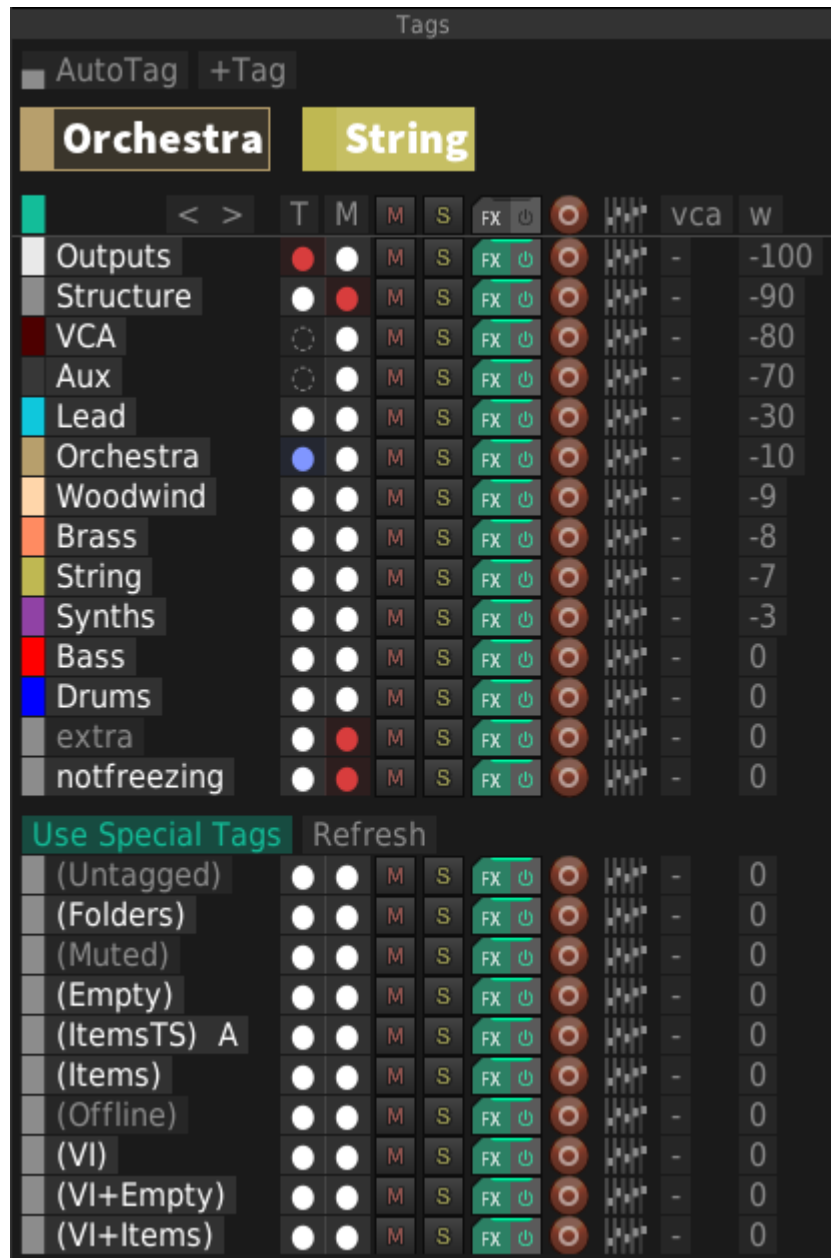 Tags
AutoTag +Tag
Orchestra String
< > T M M S FX vca w
Outputs M S FX - -100
Structure M S FX - -90
VCA M S FX - -80
Aux M S FX - -70
Lead M S FX - -30
Orchestra M S FX - -10
Woodwind M S FX - -9
Brass M S FX - -8
String M S FX - -7
Synths M S FX - -3
Bass M S FX - 0
Drums M S FX - 0
extra M S FX - 0
notfreezing M S FX - 0
Use Special Tags Refresh
(Untagged) M S FX - 0
(Folders) M S FX - 0
(Muted) M S FX - 0
(Empty) M S FX - 0
(ItemsTS) A M S FX - 0
(Items) M S FX - 0
(Offline) M S FX - 0
(VI) M S FX - 0
(VI+Empty) M S FX - 0
(VI+Items) M S FX - 0